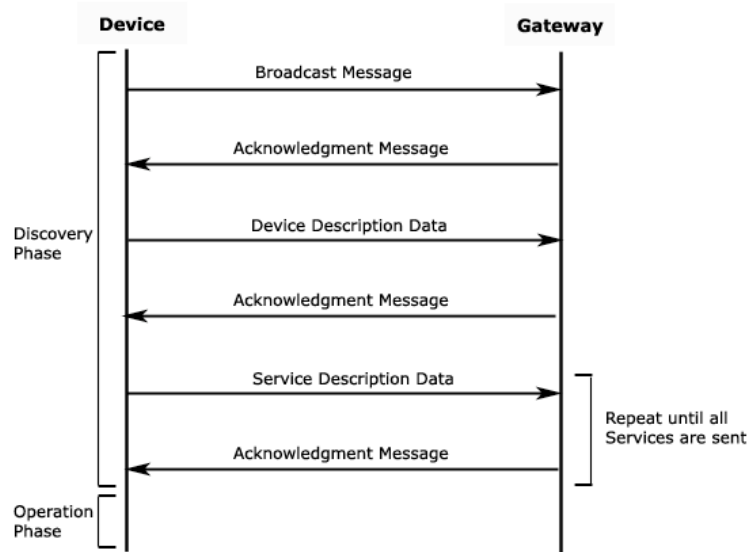 Device
Gateway
Broadcast Message
Acknowledgment Message
Discovery
Phase
Device Description Data
Acknowledgment Message
Service Description Data
Repeat until all
Services are sent
Acknowledgment Message
Operation
Phase